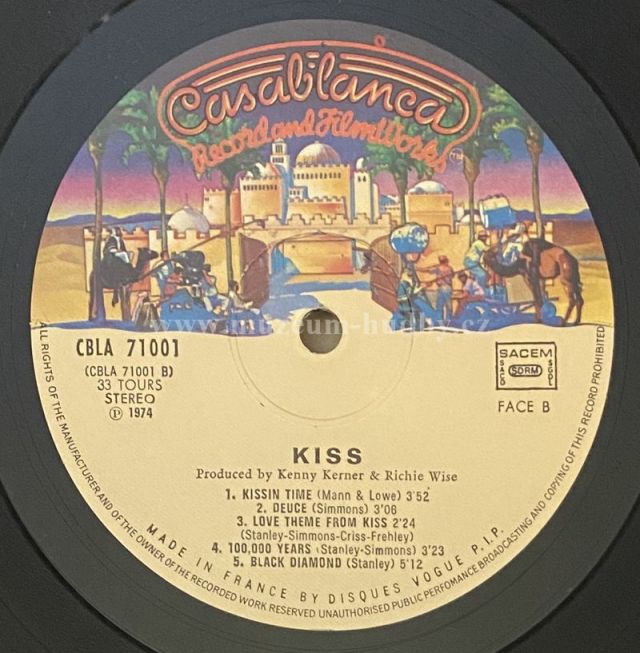 Casablanca
Record and FilmWorks
TM
www.muzeum-hudby.cz
CBLA 71001
(CBLA 71001 B)
33 TOURS
STEREO
Ⓟ 1974
SACEM
SACD SDRM SGDL
FACE B
KISS
Produced by Kenny Kerner & Richie Wise
1. KISSIN TIME (Mann & Lowe) 3'52
2. DEUCE (Simmons) 3'06
3. LOVE THEME FROM KISS 2'24
(Stanley-Simmons-Criss-Frehley)
4. 100,000 YEARS (Stanley-Simmons) 3'23
5. BLACK DIAMOND (Stanley) 5'12
MADE IN FRANCE BY DISQUES VOGUE P.I.P.
ALL RIGHTS OF THE MANUFACTURER AND OF THE OWNER OF THE RECORDED WORK RESERVED UNAUTHORISED PUBLIC PERFOMANCE BROADCASTING AND COPYING OF THIS RECORD PROHIBITED